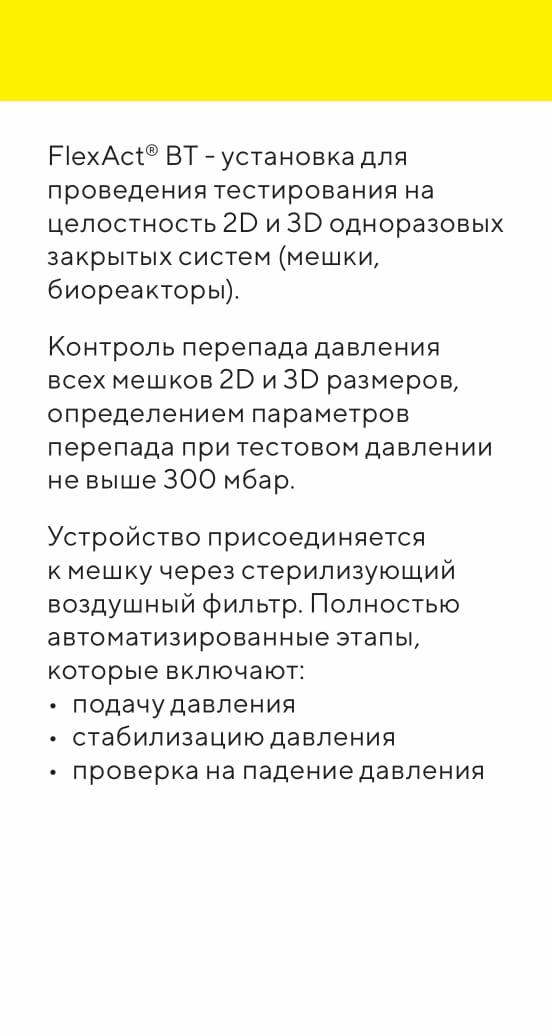 FlexAct® BT - установка для
проведения тестирования на
целостность 2D и 3D одноразовых
закрытых систем (мешки,
биореакторы).
Контроль перепада давления
всех мешков 2D и 3D размеров,
определением параметров
перепада при тестовом давлении
не выше 300 мбар.
Устройство присоединяется
к мешку через стерилизующий
воздушный фильтр. Полностью
автоматизированные этапы,
которые включают:
• подачу давления
• стабилизацию давления
• проверка на падение давления